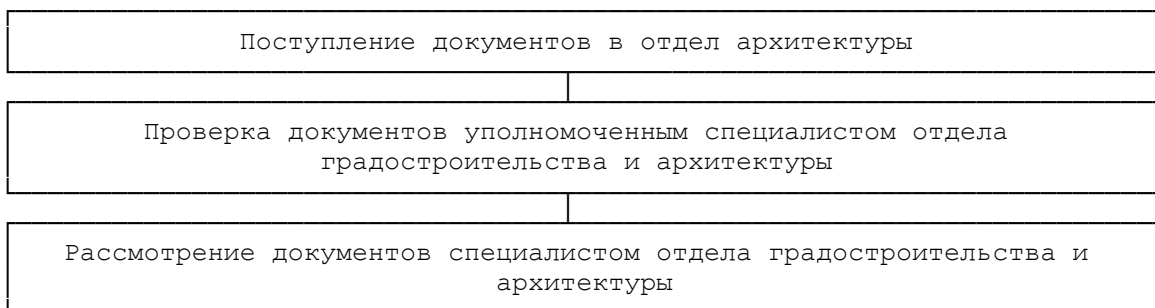 Поступление документов в отдел архитектуры
Проверка документов уполномоченным специалистом отдела
градостроительства и архитектуры
Рассмотрение документов специалистом отдела градостроительства и
архитектуры